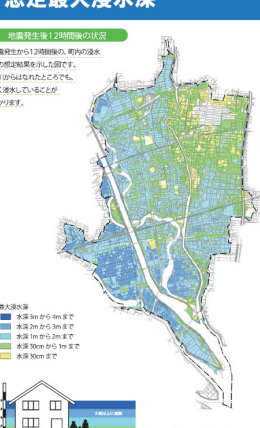 想定最大浸水深
地震発生後12時間後の状況
発生から12時間後の、町内の浸水
の想定結果を示した図です。
からはなれたところでも、
く浸水していることが
かります。
最大浸水深
水深3mから4mまで
水深2mから3mまで
水深1mから2mまで
水深30cmから1mまで
水深30cmまで